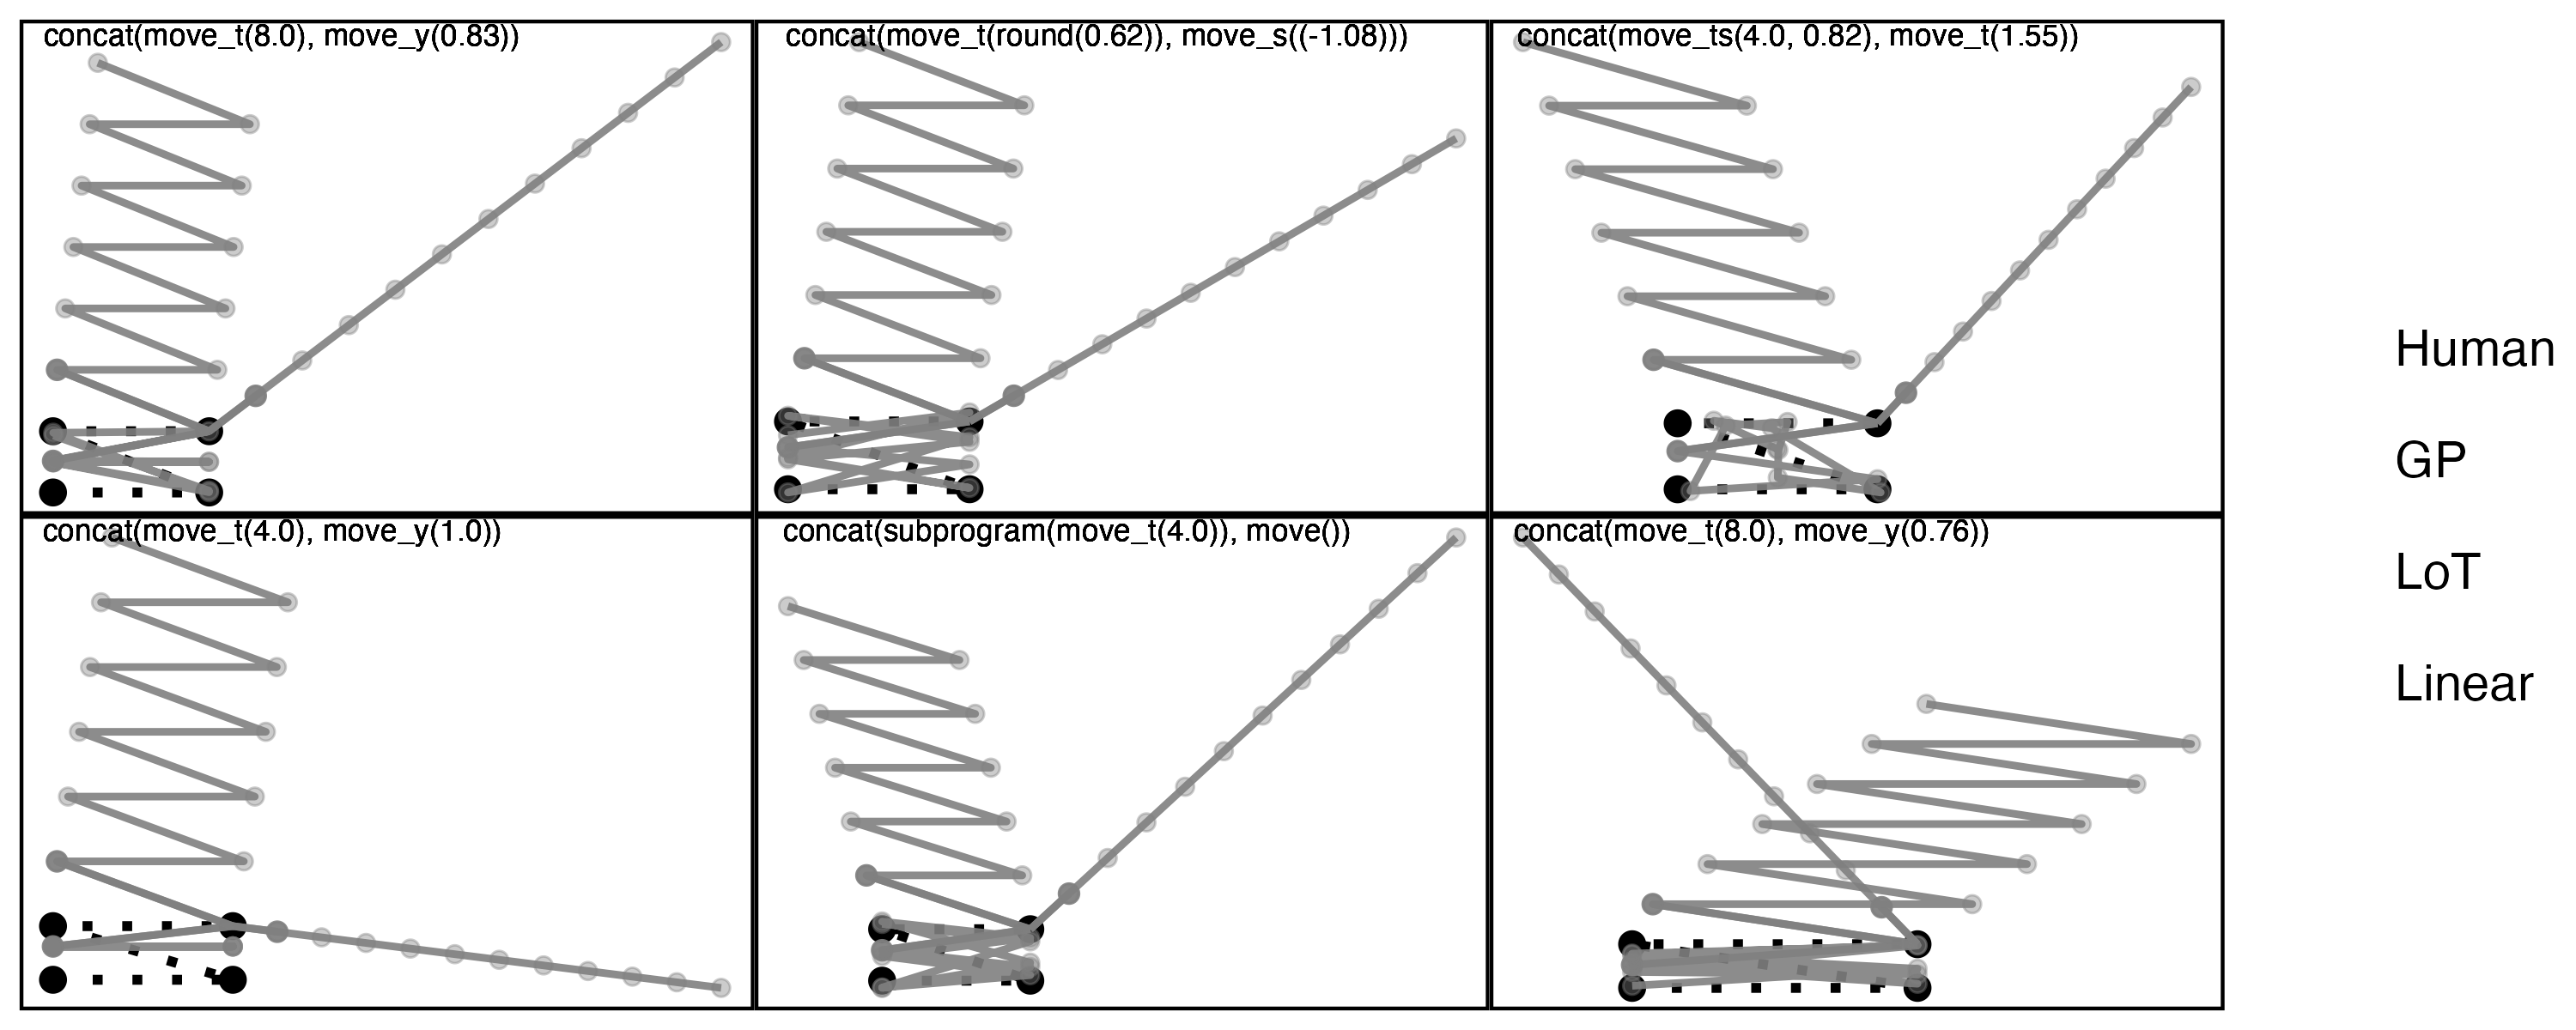 concat(move_t(8.0), move_y(0.83))
concat(move_t(round(0.62)), move_s((-1.08)))
concat(move_ts(4.0, 0.82), move_t(1.55))
concat(move_t(4.0), move_y(1.0))
concat(subprogram(move_t(4.0)), move())
concat(move_t(8.0), move_y(0.76))
Human
GP
LoT
Linear